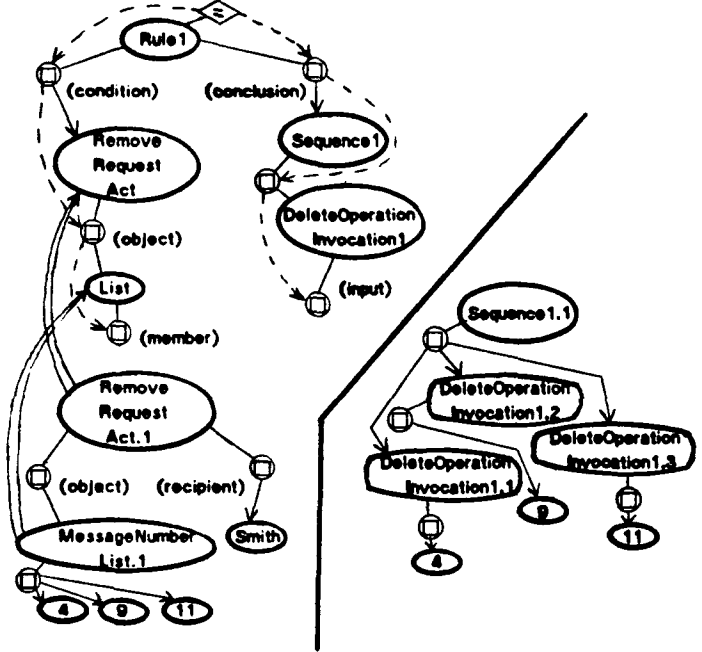 =
Rule1
(condition)
(conclusion)
Remove
Request
Act
Sequence1
(object)
DeleteOperation
Invocation1
List
(input)
(member)
Sequence1.1
Remove
Request
Act.1
DeleteOperation
Invocation1.2
DeleteOperation
Invocation1.3
DeleteOperation
Invocation1.1
(object)
(recipient)
9
MessageNumber
List.1
Smith
11
4
4
9
11